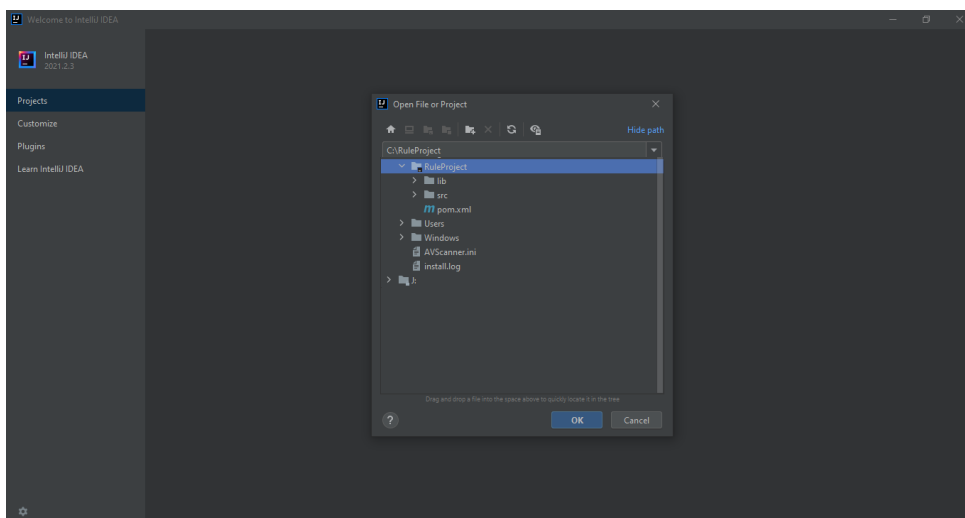 Welcome to IntelliJ IDEA
IntelliJ IDEA
2021.2.3
Projects
Customize
Plugins
Learn IntelliJ IDEA
Open File or Project
Hide path
C:\RuleProject
RuleProject
lib
src
pom.xml
Users
Windows
AVScanner.ini
install.log
J:
Drag and drop a file into the space above to quickly locate it in the tree
?
OK
Cancel